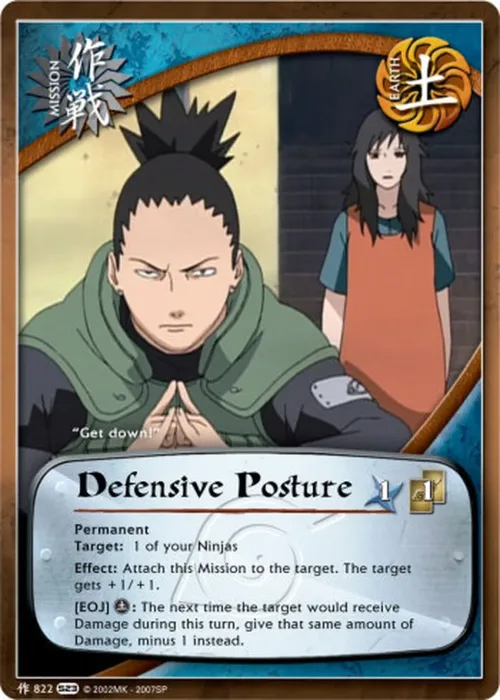 MISSION
作戦
EARTH
土
"Get down!"
Defensive Posture 1 1
Permanent
Target: 1 of your Ninjas
Effect: Attach this Mission to the target. The target
gets +1/+1.
[EOJ] : The next time the target would receive
Damage during this turn, give that same amount of
Damage, minus 1 instead.
作 822 S23 © 2002MK - 2007SP